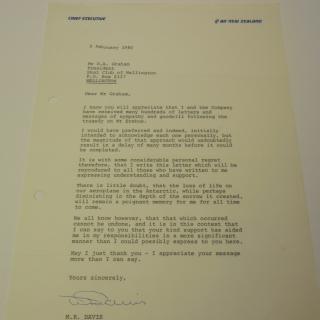 CHIEF EXECUTIVE AIR NEW ZEALAND
5 February 1980
Mr D.A. Graham
President
Skal Club of Wellington
P.O. Box 2117
WELLINGTON
Dear Mr Graham,
I know you will appreciate that I and the Company
have received many hundreds of letters and
messages of sympathy and goodwill following the
tragedy on Mt Erebus.
I would have preferred and indeed, initially
intended to acknowledge each one personally, but
the magnitude of that approach would undoubtedly
result in a delay of many months before it could
be completed.
It is with some considerable personal regret
therefore, that I write this letter which will be
reproduced to all those who have written to me
expressing understanding and support.
There is little doubt, that the loss of life on
our aeroplane in the Antarctic, while perhaps
diminishing in the depth of the sorrow it created,
will remain a poignant memory for me for all time
to come.
We all know however, that that which occurred
cannot be undone, and it is in this context that
I can say to you that your kind support has aided
me in my responsibilities in a more significant
manner than I could possibly express to you here.
May I just thank you - I appreciate your message
more than I can say.
Yours sincerely,
M.R. DAVIS